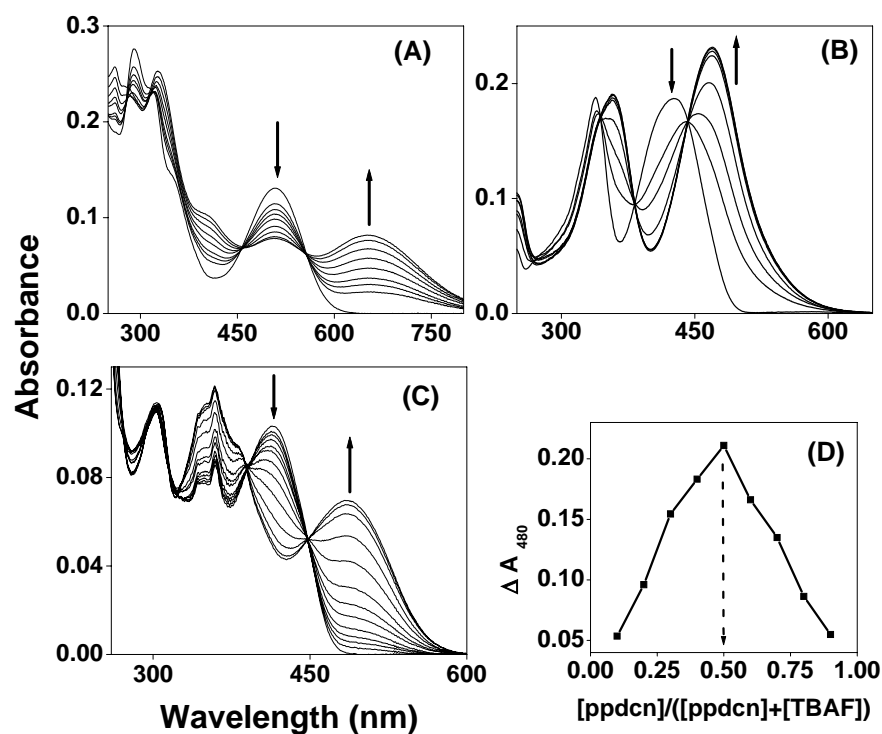 (A)
0.3
0.2
0.1
0.0
300 450 600 750
(B)
0.2
0.1
0.0
300 450 600
(C)
0.12
0.08
0.04
0.00
300 450 600
(D)
0.20
0.15
0.10
0.05
0.00 0.25 0.50 0.75 1.00
Δ A 480
[ppdcn]/([ppdcn]+[TBAF])
Absorbance
Wavelength (nm)